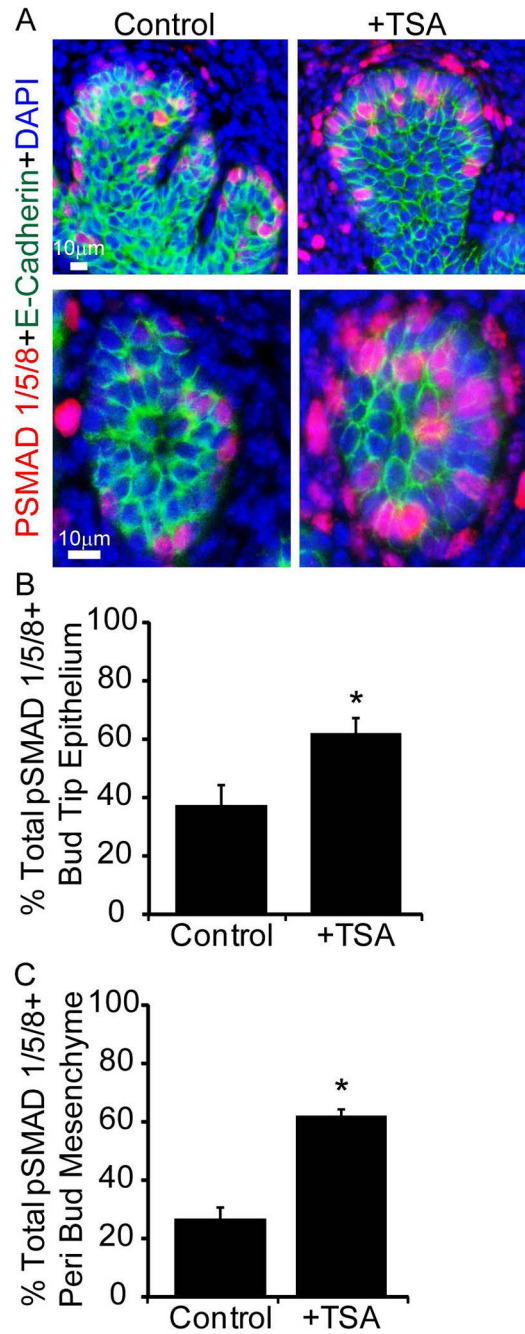 A
Control
+TSA
PSMAD 1/5/8+E-Cadherin+DAPI
10μm
10μm
B
% Total pSMAD 1/5/8+
Bud Tip Epithelium
100
80
60
40
20
0
*
Control
+TSA
C
% Total pSMAD 1/5/8+
Peri Bud Mesenchyme
100
80
60
40
20
0
*
Control
+TSA